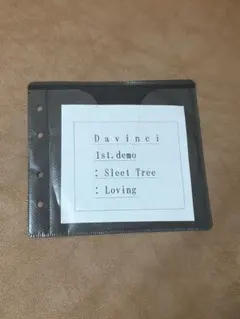 Davinci
1st.demo
: Sleet Tree
: Loving